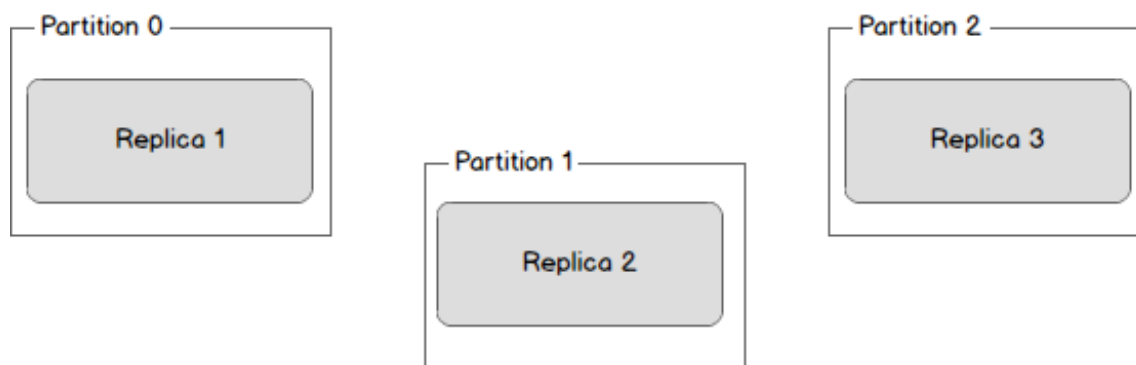 Partition 0
Replica 1
Partition 1
Replica 2
Partition 2
Replica 3